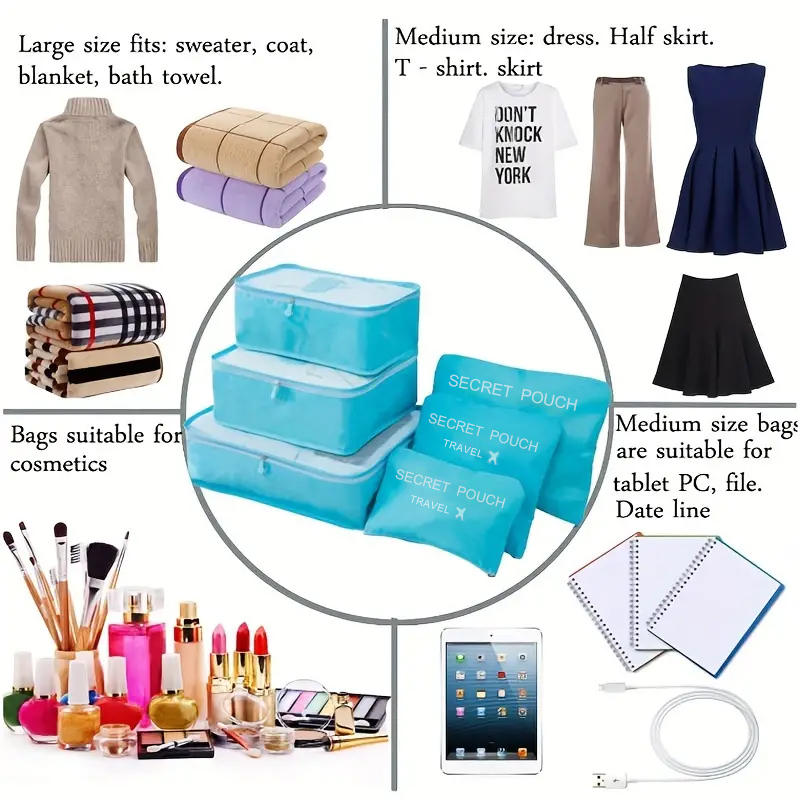 Large size fits: sweater, coat,
blanket, bath towel.
Medium size: dress. Half skirt.
T - shirt. skirt
DON'T
KNOCK
NEW
YORK
SECRET POUCH
SECRET POUCH
TRAVEL
SECRET POUCH
TRAVEL
Bags suitable for
cosmetics
Medium size bags
are suitable for
tablet PC, file.
Date line